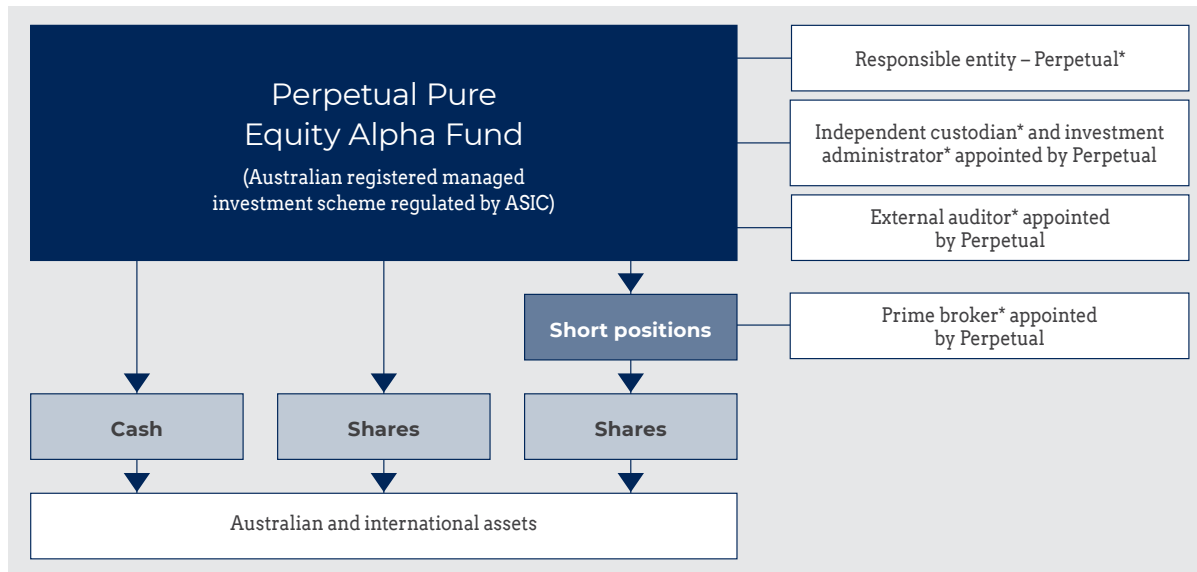 Perpetual Pure
Equity Alpha Fund
(Australian registered managed
investment scheme regulated by ASIC)
Responsible entity – Perpetual*
Independent custodian* and investment
administrator* appointed by Perpetual
External auditor* appointed
by Perpetual
Short positions
Prime broker* appointed
by Perpetual
Cash
Shares
Shares
Australian and international assets